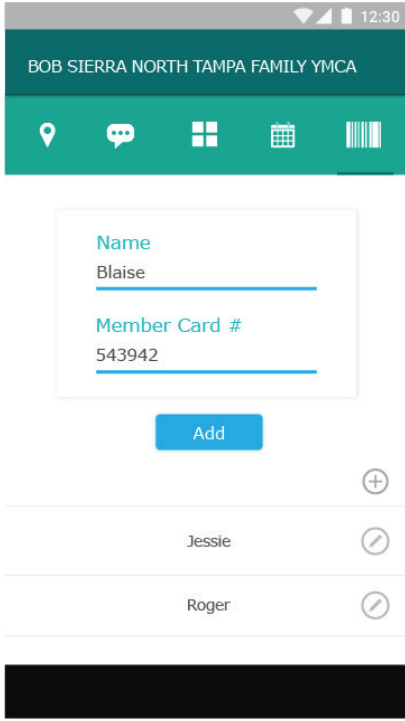 12:30
BOB SIERRA NORTH TAMPA FAMILY YMCA
Name
Blaise
Member Card #
543942
Add
Jessie
Roger